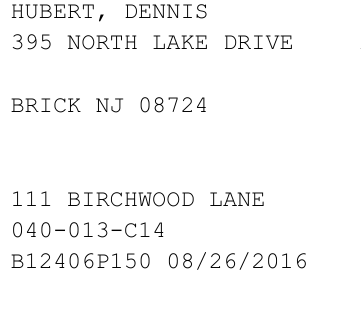 HUBERT, DENNIS
395 NORTH LAKE DRIVE
BRICK NJ 08724
111 BIRCHWOOD LANE
040-013-C14
B12406P150 08/26/2016